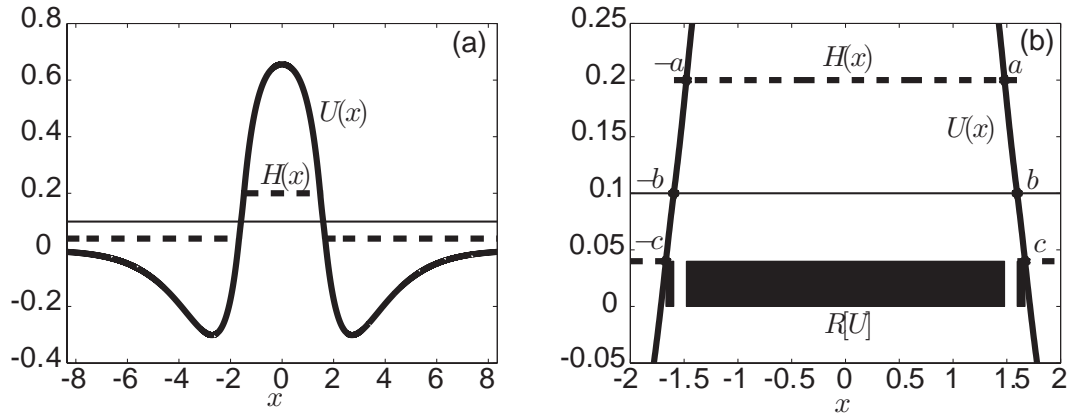 0.8
(a)
0.6
U(x)
0.4
H(x)
0.2
0
-0.2
-0.4
-8 -6 -4 -2 0 2 4 6 8
x
0.25
(b)
−a
H(x)
a
0.2
U(x)
0.15
−b
b
0.1
−c
c
0.05
0
R[U]
-0.05
-2 -1.5 -1 -0.5 0 0.5 1 1.5 2
x